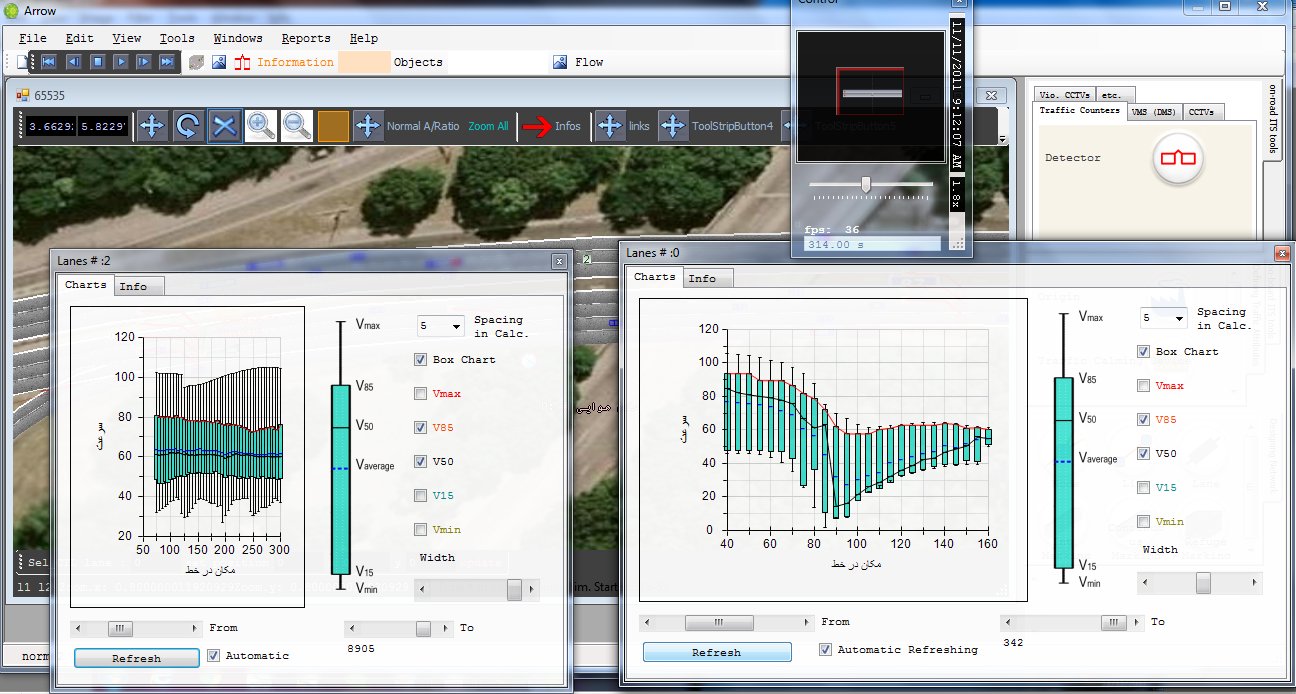 Arrow
File Edit View Tools Windows Reports Help
Information Objects Flow
65535
3.6629 5.8229 Normal A/Ratio Zoom All Infos links ToolStripButton4 ToolStripButton5
Control
11/11/2011 9:12:07 AM
1.8x
fps: 36
314.00 s
Vio. CCTVs etc.
Traffic Counters VMS (DMS) CCTVs
on-road ITS tools
Detector
2
هوایی
Lanes # :2
Charts Info
120
100
80
60
40
20
50 100 150 200 250 300
سرعت
مکان در خط
Vmax
V85
V50
Vaverage
V15
Vmin
5 Spacing in Calc.
Box Chart
Vmax
V85
V50
V15
Vmin
Width
From To
8905
Refresh Automatic
Lanes # :0
Charts Info
120
100
80
60
40
20
0
40 60 80 100 120 140 160
سرعت
مکان در خط
Vmax
V85
V50
Vaverage
V15
Vmin
5 Spacing in Calc.
Box Chart
Vmax
V85
V50
V15
Vmin
Width
From To
342
Refresh Automatic Refreshing